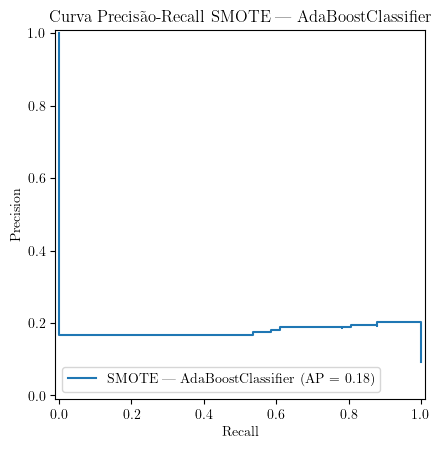 Curva Precisão-Recall SMOTE — AdaBoostClassifier
1.0
0.8
0.6
0.4
0.2
0.0
Precision
SMOTE — AdaBoostClassifier (AP = 0.18)
0.0 0.2 0.4 0.6 0.8 1.0
Recall